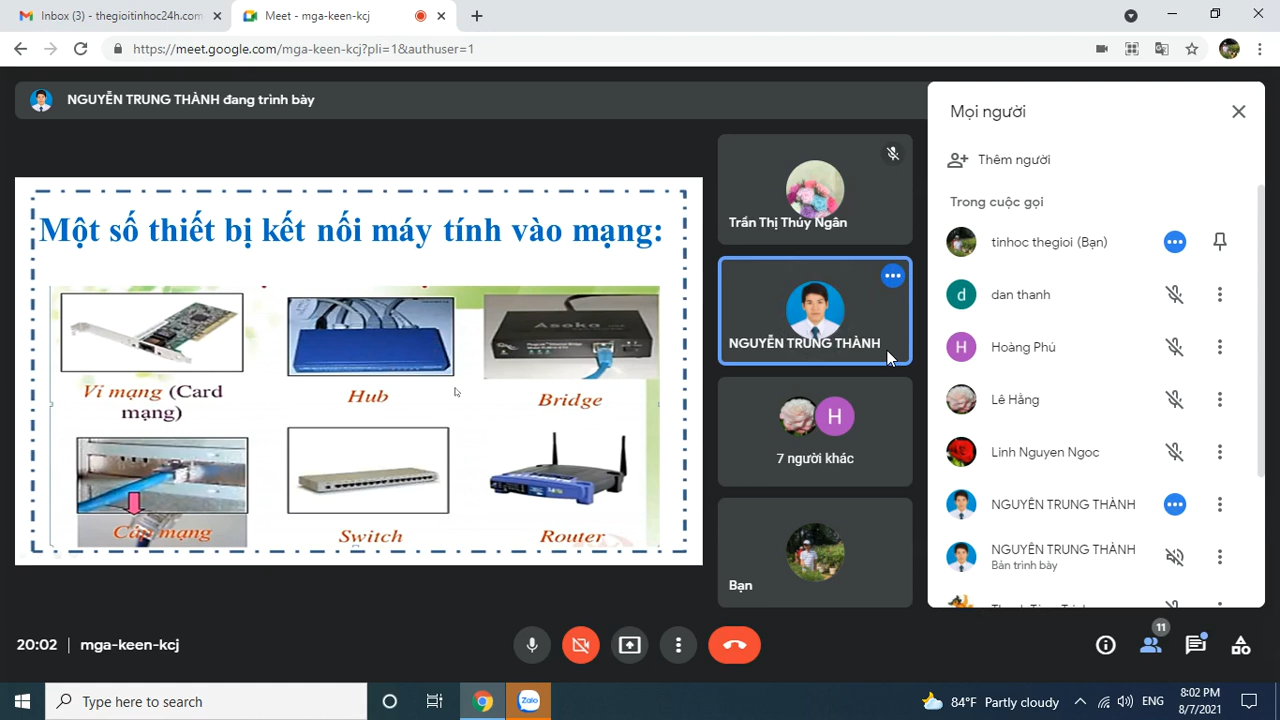 Inbox (3) - thegioitinhoc24h.com
Meet - mga-keen-kcj
https://meet.google.com/mga-keen-kcj?pli=1&authuser=1
NGUYỄN TRUNG THÀNH đang trình bày
Một số thiết bị kết nối máy tính vào mạng:
Vỉ mạng (Card
mạng)
Hub
Asoka
Bridge
Cáp mạng
Switch
Router
Trần Thị Thúy Ngân
NGUYỄN TRUNG THÀNH
H
7 người khác
Bạn
Mọi người
Thêm người
Trong cuộc gọi
tinhoc thegioi (Bạn)
d
dan thanh
H
Hoàng Phú
Lê Hằng
Linh Nguyen Ngoc
NGUYỄN TRUNG THÀNH
NGUYỄN TRUNG THÀNH
Bản trình bày
20:02
mga-keen-kcj
11
Type here to search
Zalo
84°F Partly cloudy
ENG
8:02 PM
8/7/2021